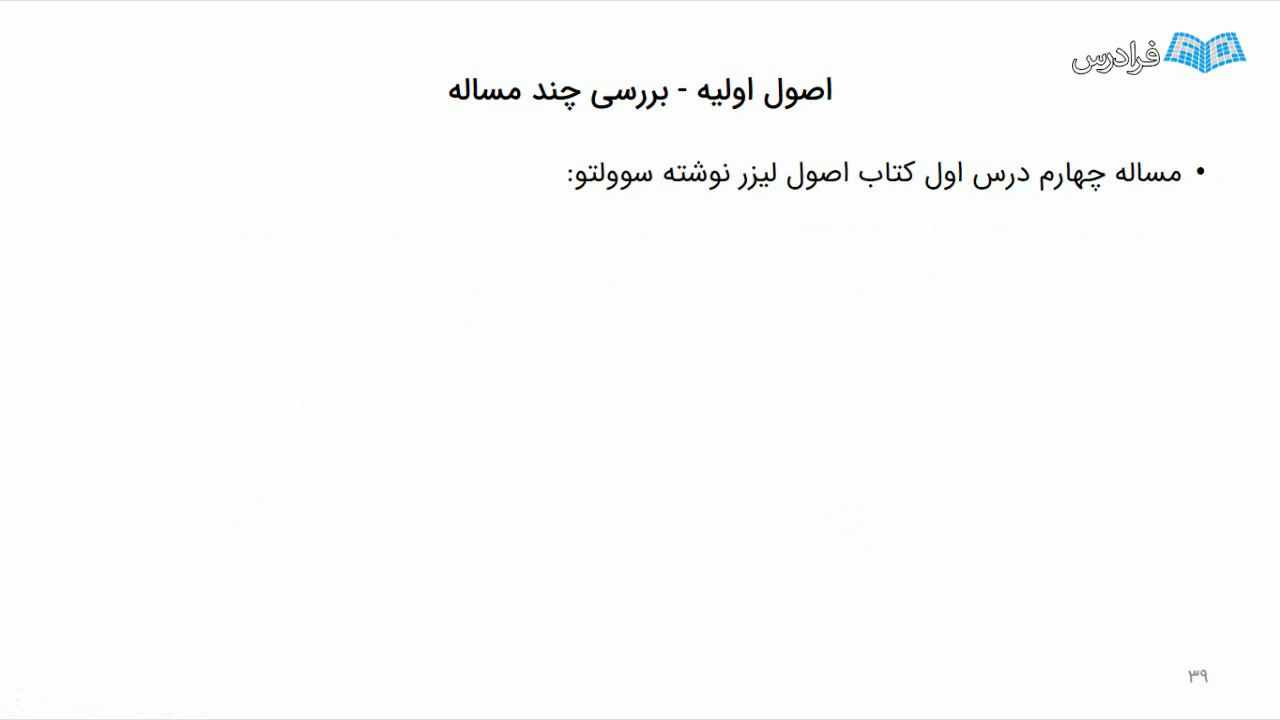 فرادرس
اصول اولیه - بررسی چند مساله
• مساله چهارم درس اول کتاب اصول لیزر نوشته سوولتو:
۳۹